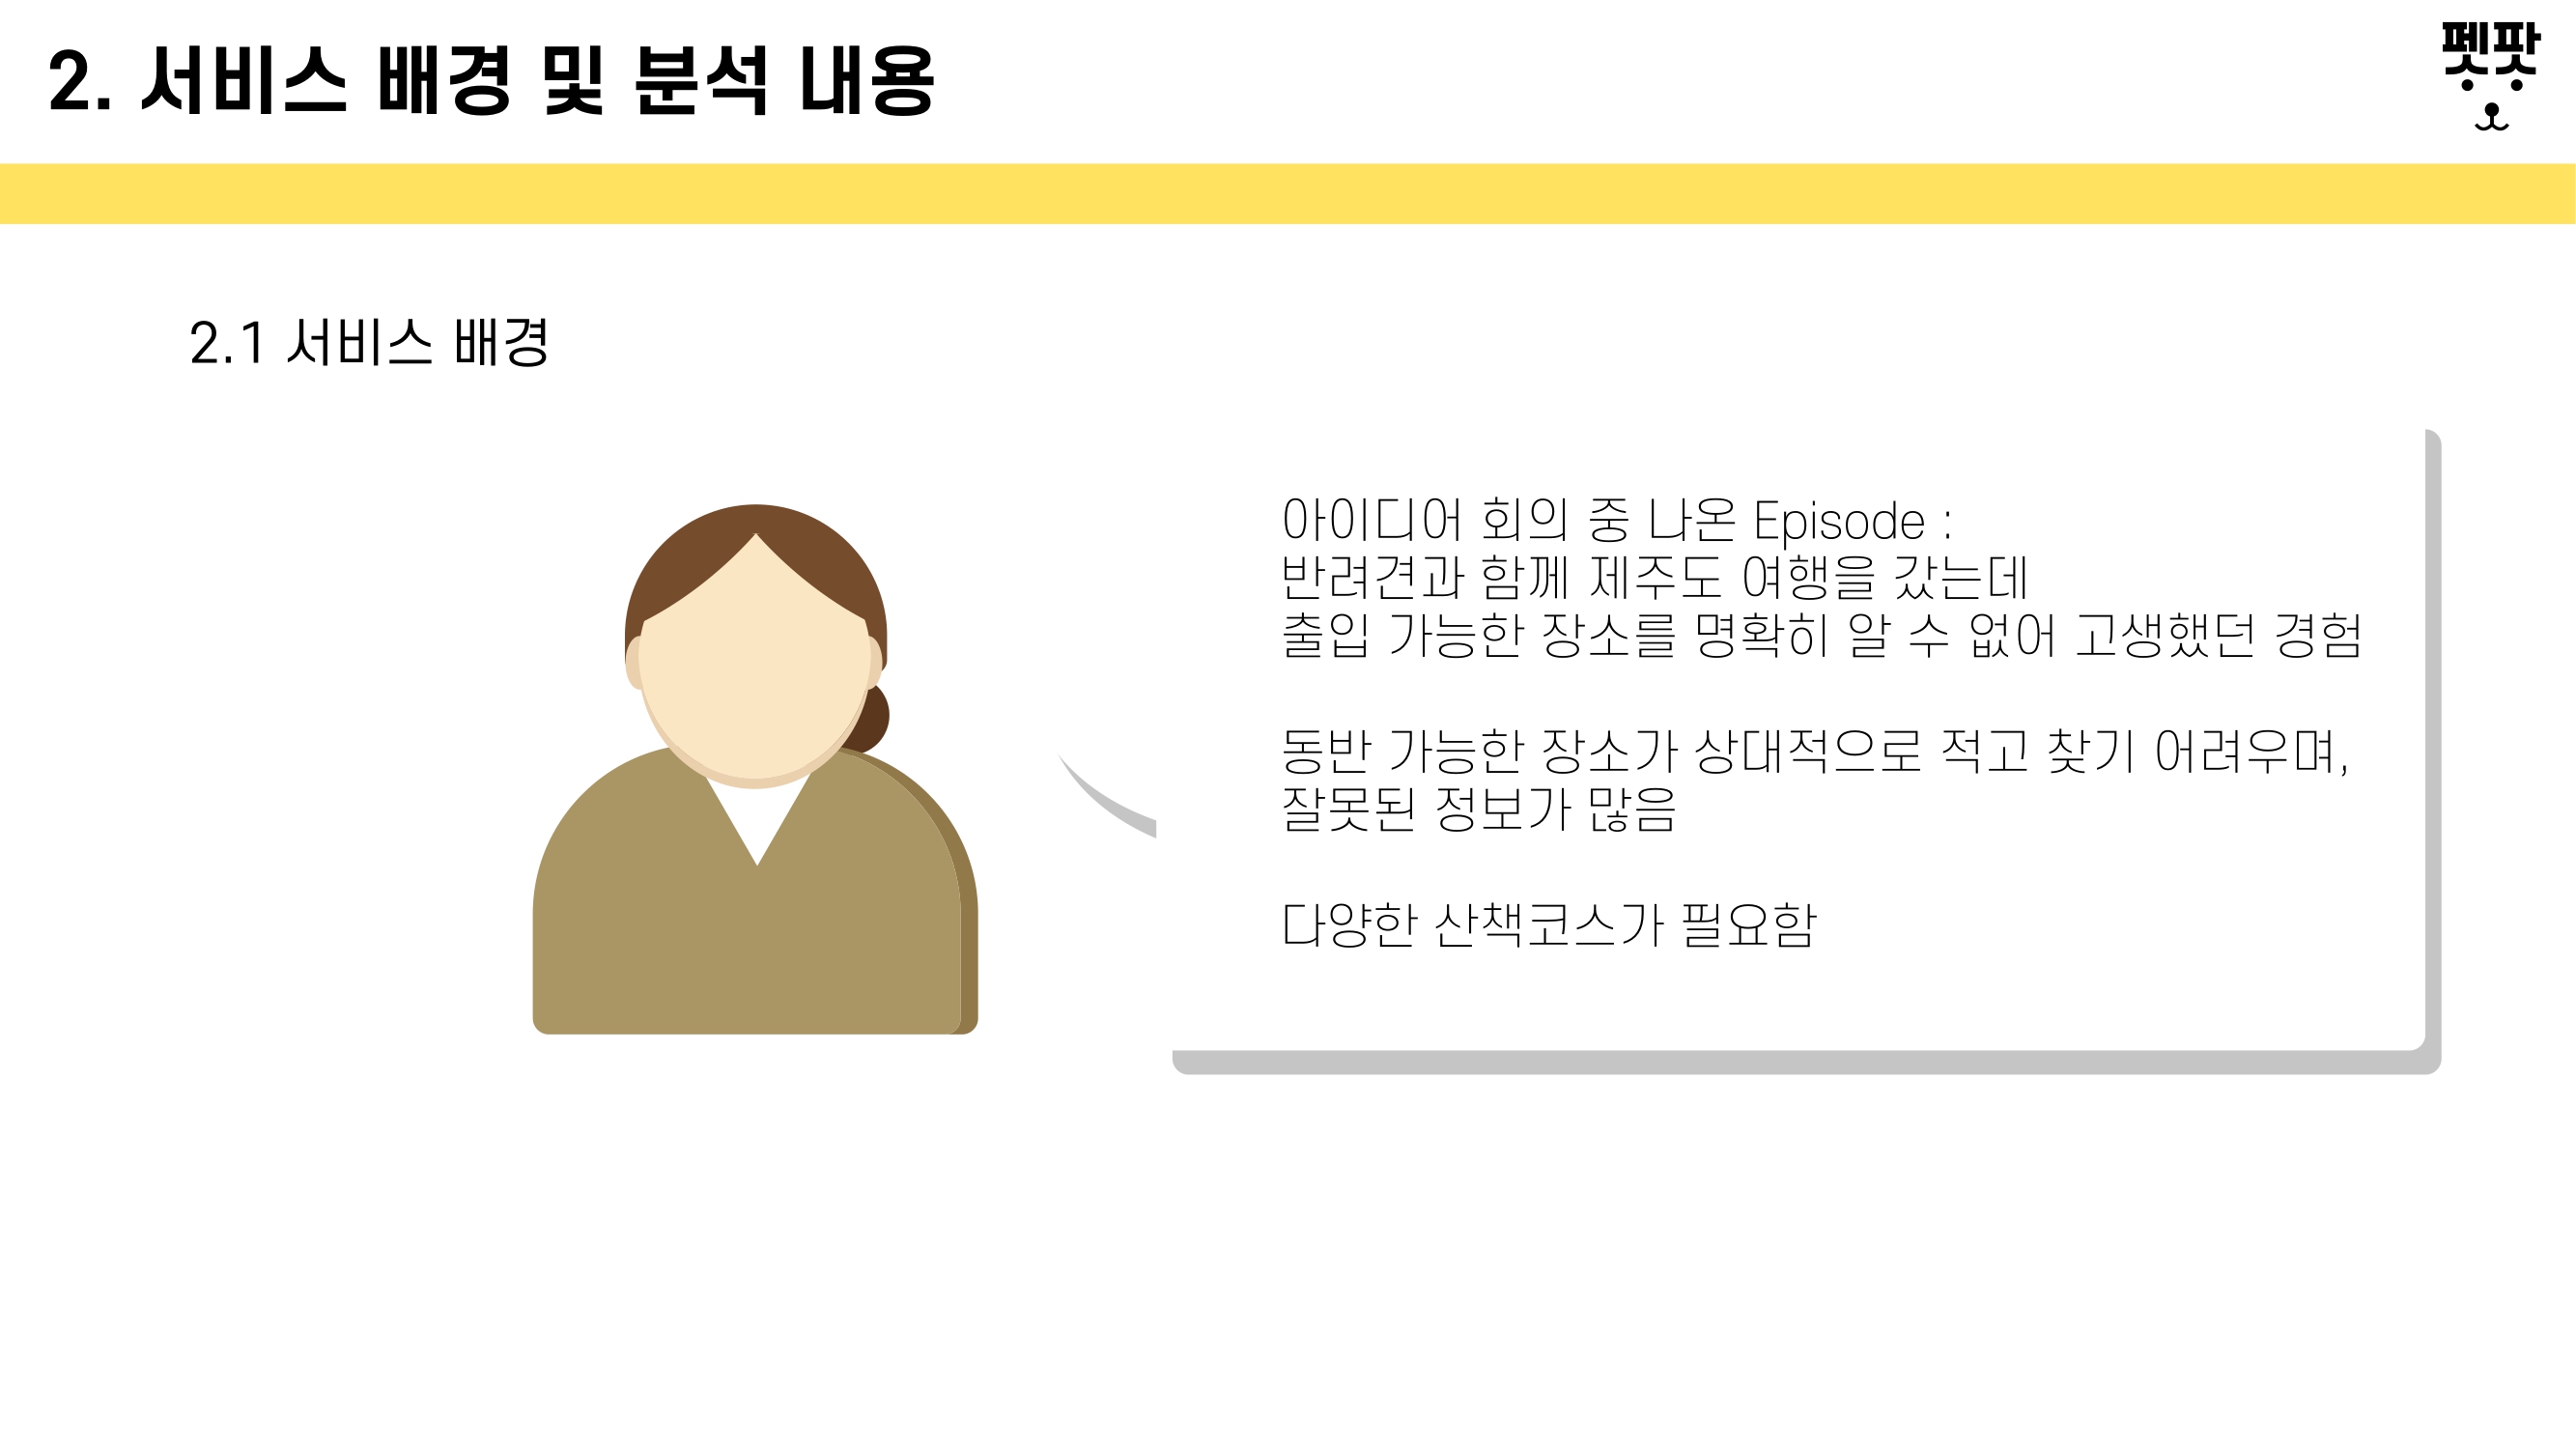 2. 서비스 배경 및 분석 내용
펫팟
2.1 서비스 배경
아이디어 회의 중 나온 Episode :
반려견과 함께 제주도 여행을 갔는데
출입 가능한 장소를 명확히 알 수 없어 고생했던 경험
동반 가능한 장소가 상대적으로 적고 찾기 어려우며,
잘못된 정보가 많음
다양한 산책코스가 필요함